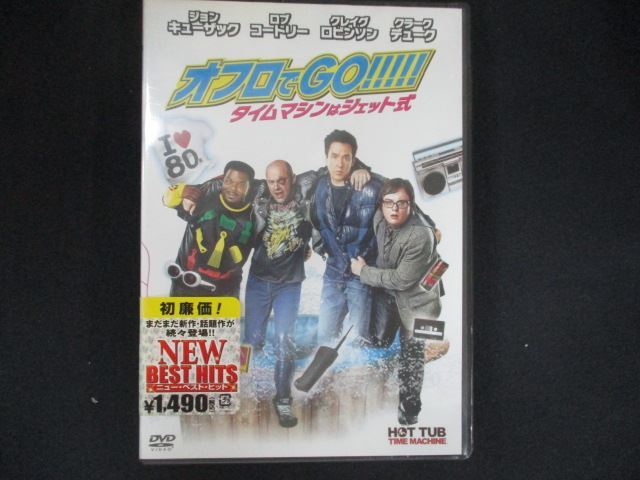 ジョン
キューザック
ロブ
コードリー
クレイグ
ロビンソン
クラーク
デューク
オフロでGO!!!!!
タイムマシンはジェット式
I ♥
80s
初廉価!
まだまだ新作・話題作が
続々登場!!
NEW
BEST HITS
ニュー・ベスト・ヒット
¥1,490
DVD
VIDEO
HOT TUB
TIME MACHINE